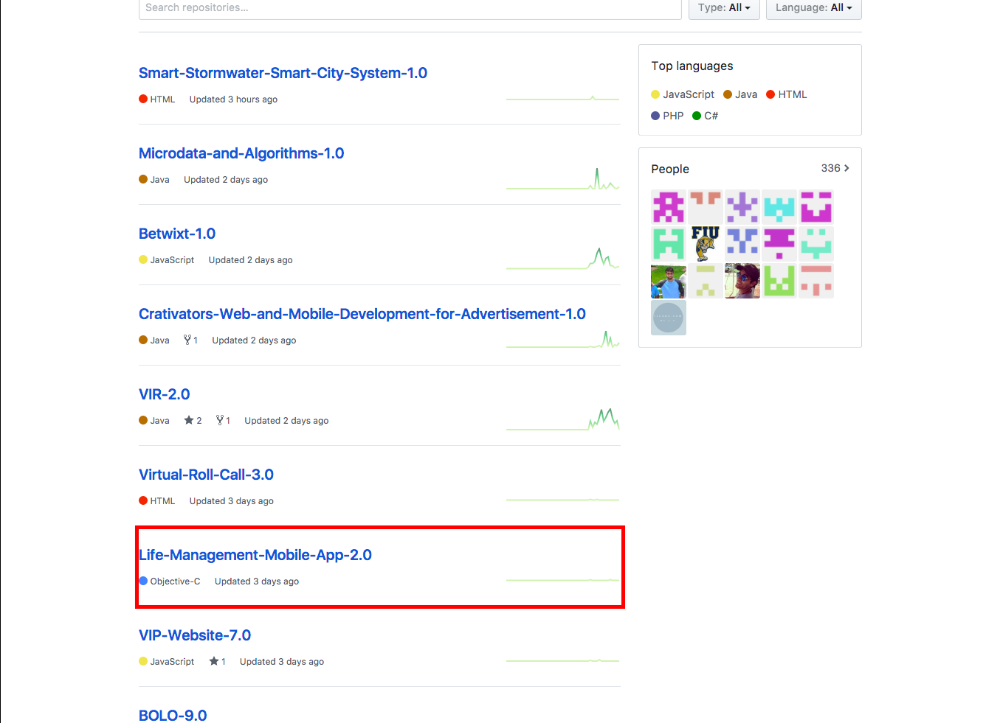 Search repositories...
Type: All
Language: All
Smart-Stormwater-Smart-City-System-1.0
HTML Updated 3 hours ago
Microdata-and-Algorithms-1.0
Java Updated 2 days ago
Betwixt-1.0
JavaScript Updated 2 days ago
Crativators-Web-and-Mobile-Development-for-Advertisement-1.0
Java 1 Updated 2 days ago
VIR-2.0
Java 2 1 Updated 2 days ago
Virtual-Roll-Call-3.0
HTML Updated 3 days ago
Life-Management-Mobile-App-2.0
Objective-C Updated 3 days ago
VIP-Website-7.0
JavaScript 1 Updated 3 days ago
BOLO-9.0
Top languages
JavaScript Java HTML
PHP C#
People 336
FIU